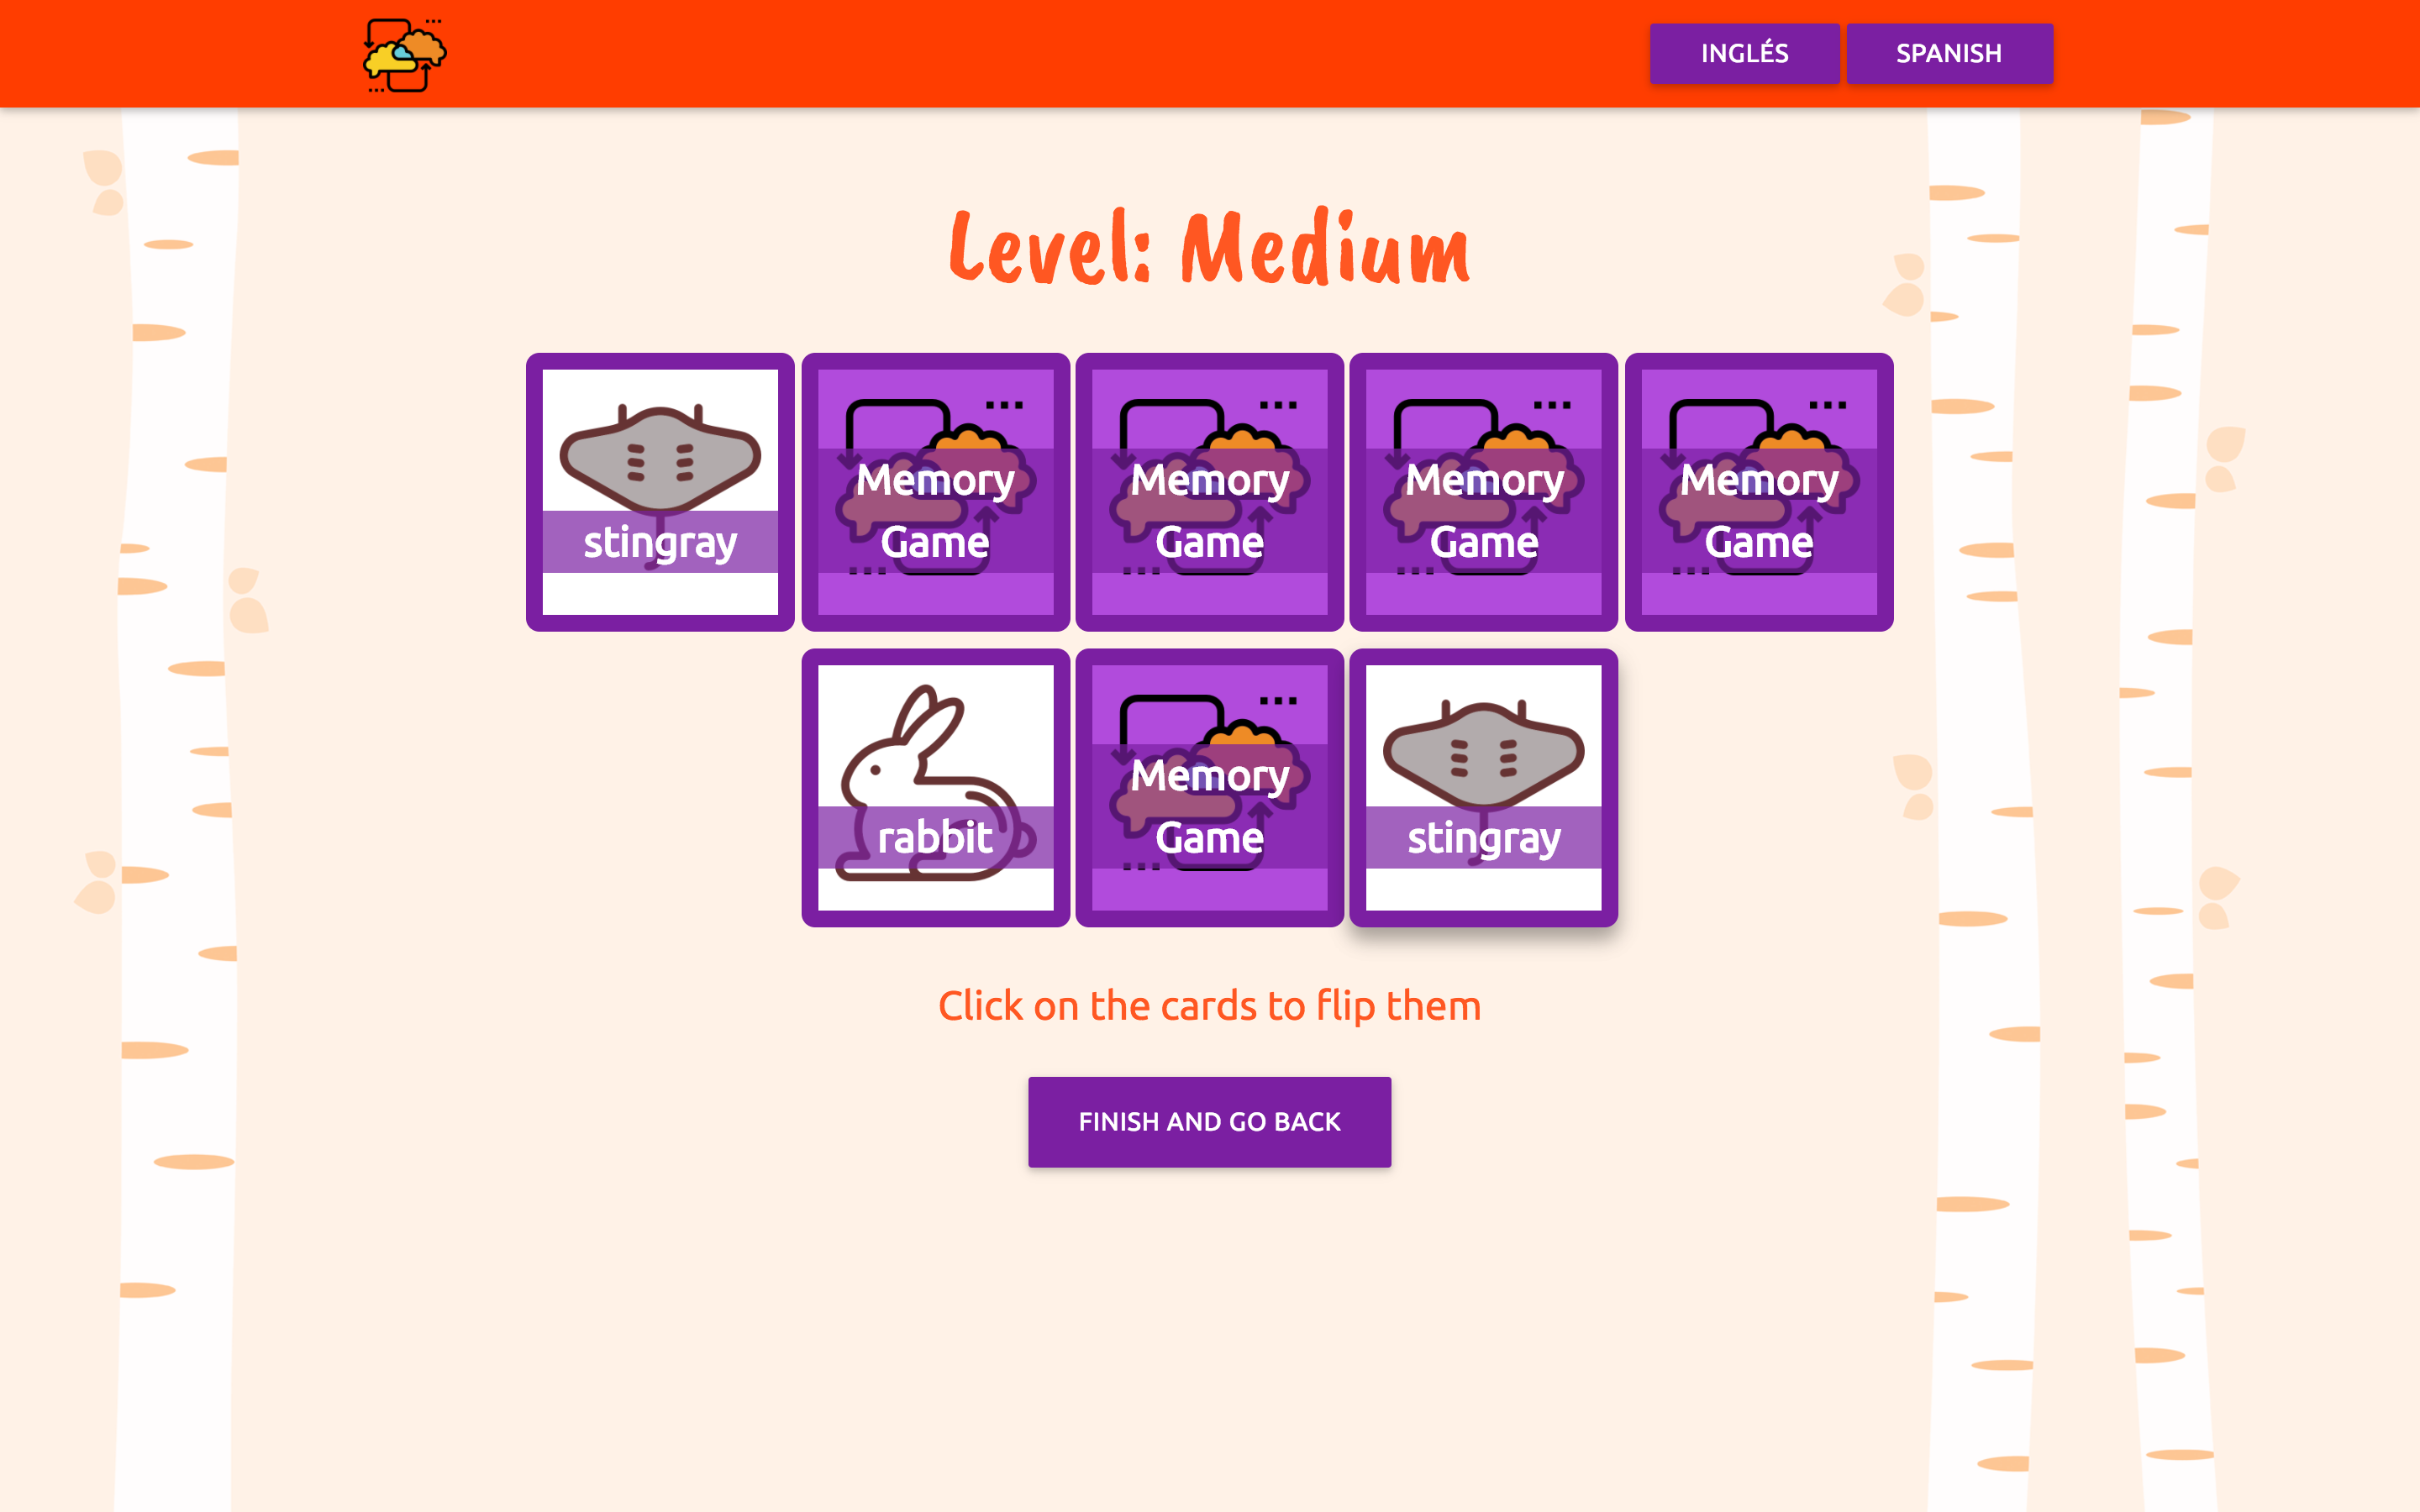 INGLÉS SPANISH
Level: Medium
Memory Memory Memory Memory
stingray Game Game Game Game
Memory
rabbit Game stingray
Click on the cards to flip them
FINISH AND GO BACK